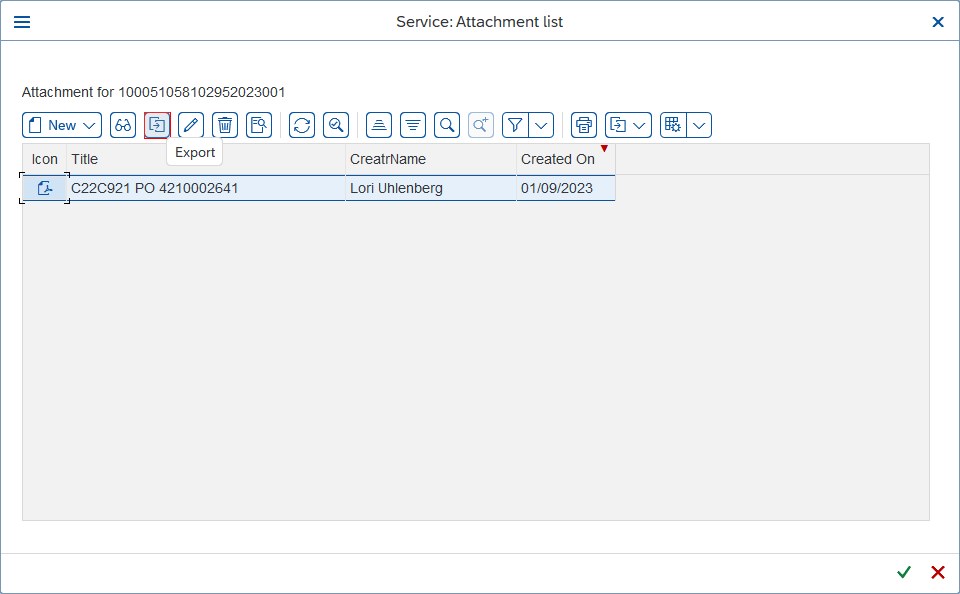 Service: Attachment list
Attachment for 100051058102952023001
New
Export
Icon Title CreatrName Created On
C22C921 PO 4210002641 Lori Uhlenberg 01/09/2023